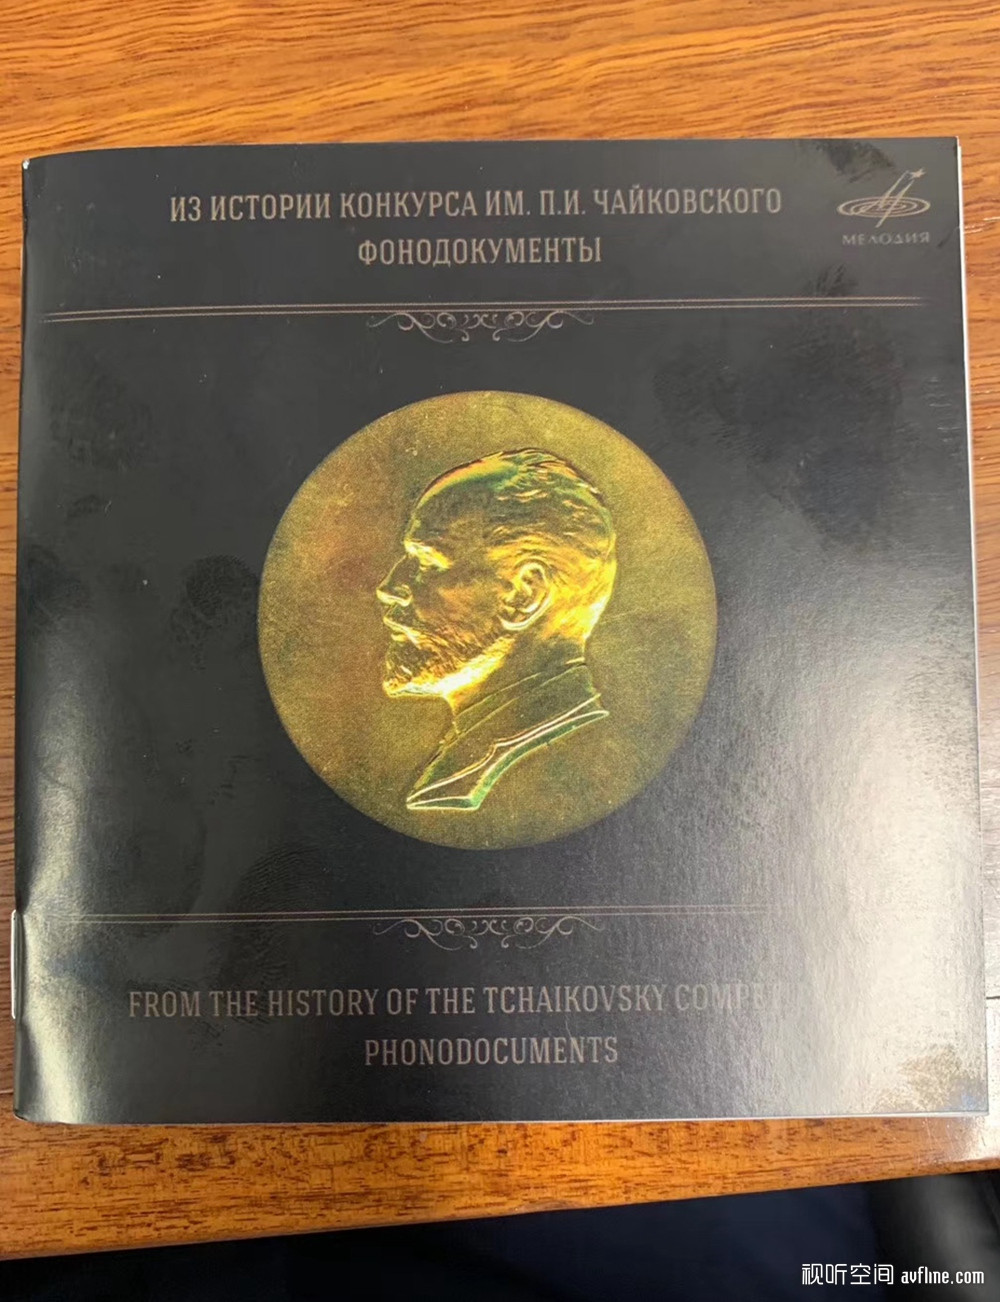 ИЗ ИСТОРИИ КОНКУРСА ИМ. П.И. ЧАЙКОВСКОГО
ФОНОДОКУМЕНТЫ
МЕЛОДИЯ
FROM THE HISTORY OF THE TCHAIKOVSKY
PHONODOCUMENTS
视听空间 avfline.com